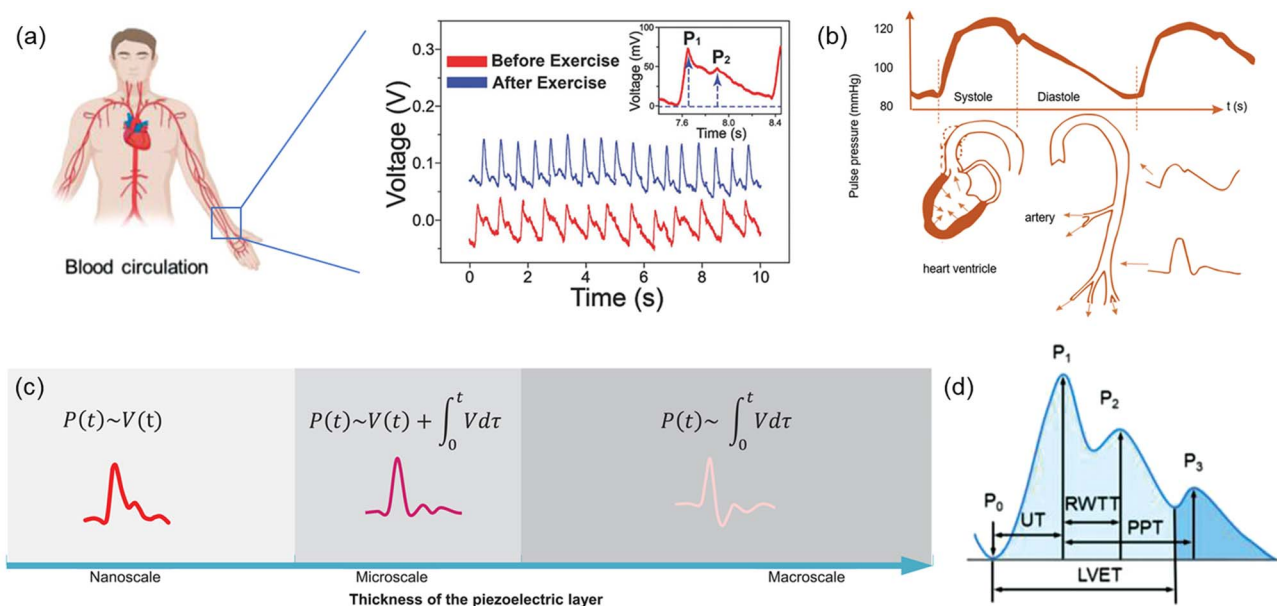 (a)
Blood circulation
Voltage (V)
0.3
0.2
0.1
0.0
Before Exercise
After Exercise
Voltage (mV)
100
50
0
P1
P2
7.6 8.0 8.4
Time (s)
0 2 4 6 8 10
Time (s)
(b)
Pulse pressure (mmHg)
120
100
80
Systole
Diastole
t (s)
artery
heart ventricle
(c)
P(t)~V(t)
P(t)~V(t) + ∫₀ᵗ Vdτ
P(t)~ ∫₀ᵗ Vdτ
Nanoscale
Microscale
Macroscale
Thickness of the piezoelectric layer
(d)
P1
P2
P3
P0
UT
RWTT
PPT
LVET